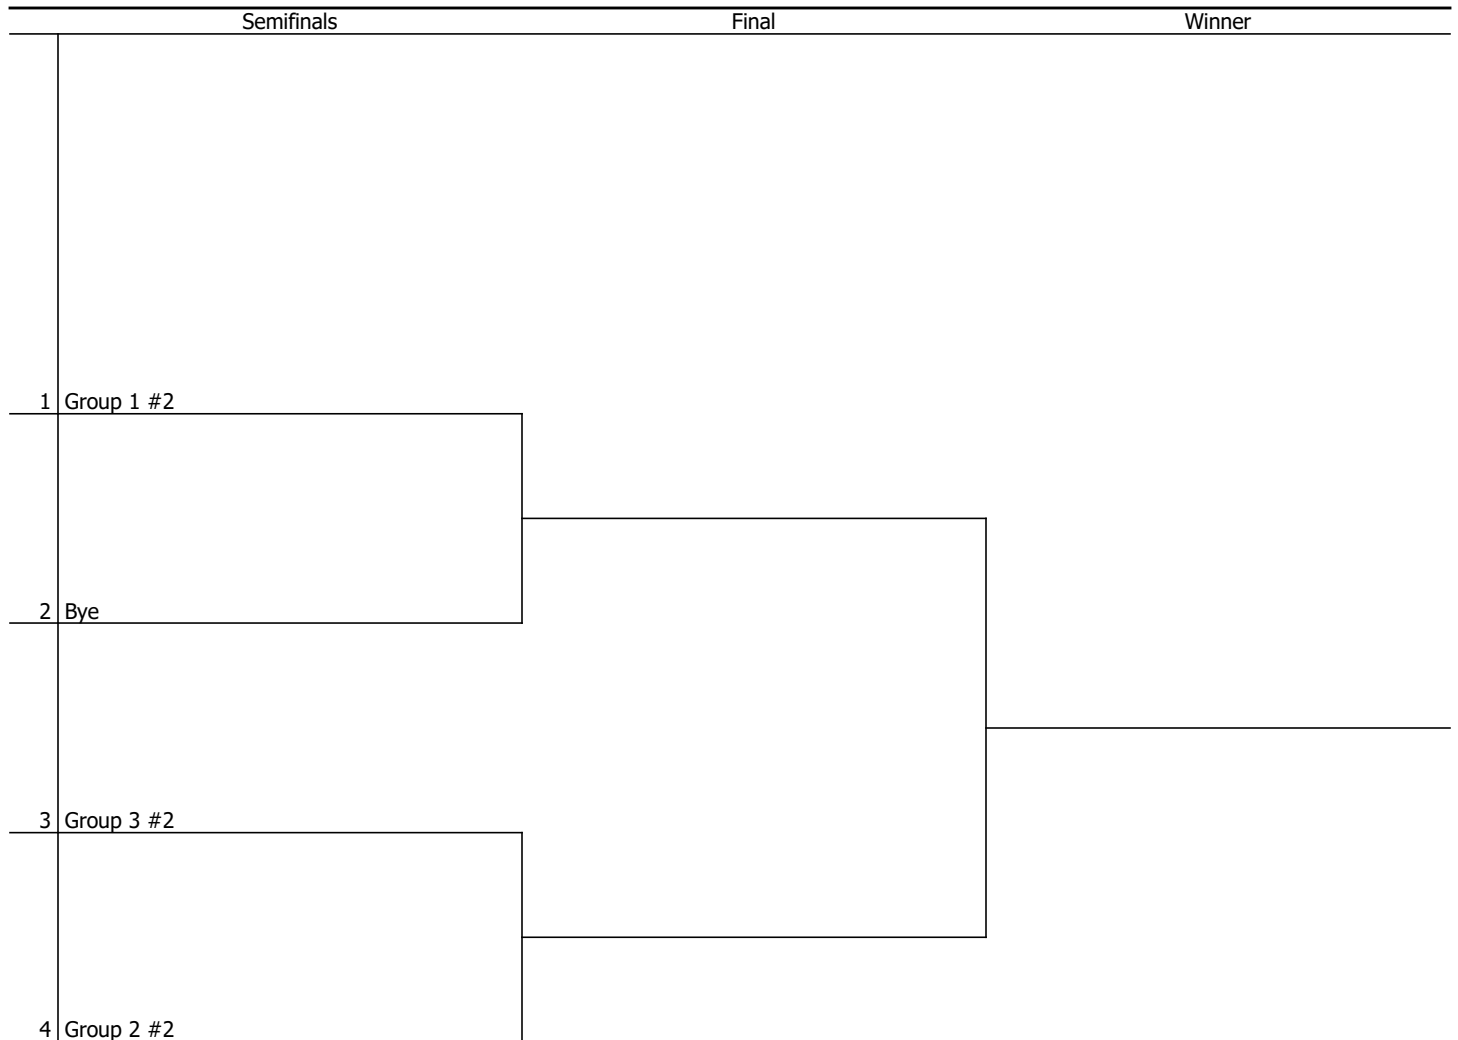 Semifinals Final Winner
1 Group 1 #2
2 Bye
3 Group 3 #2
4 Group 2 #2